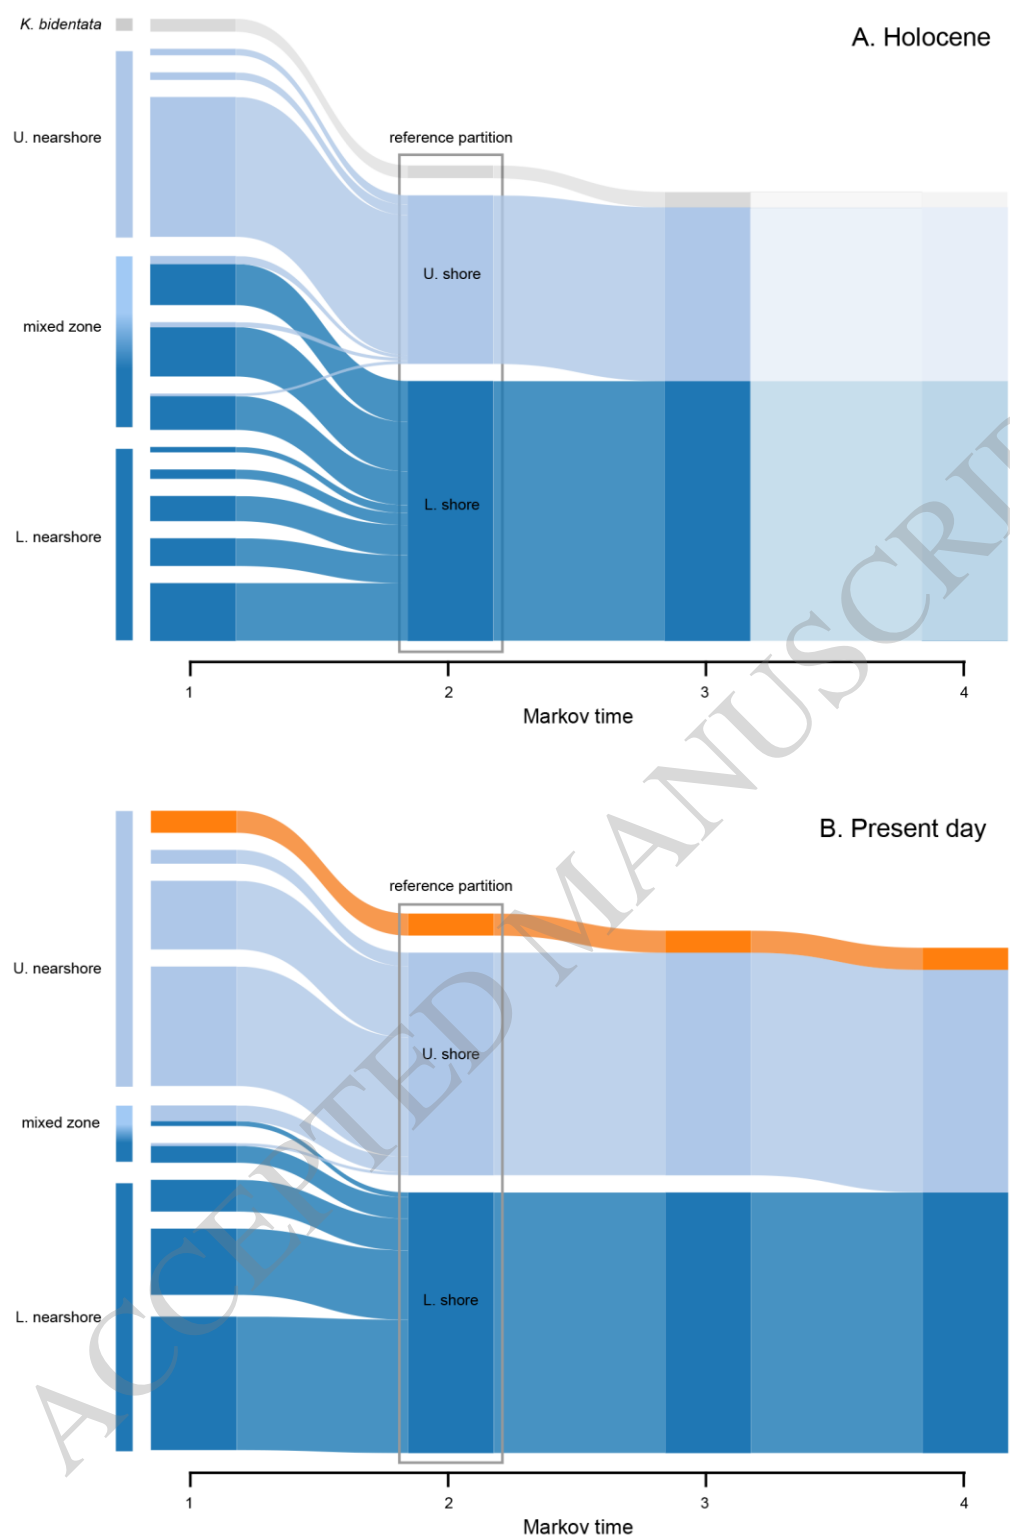 K. bidentata
A. Holocene
U. nearshore
reference partition
U. shore
mixed zone
L. shore
L. nearshore
1 2 3 4
Markov time
B. Present day
reference partition
U. nearshore
U. shore
mixed zone
L. shore
L. nearshore
1 2 3 4
Markov time
ACCEPTED MANUSCRIP